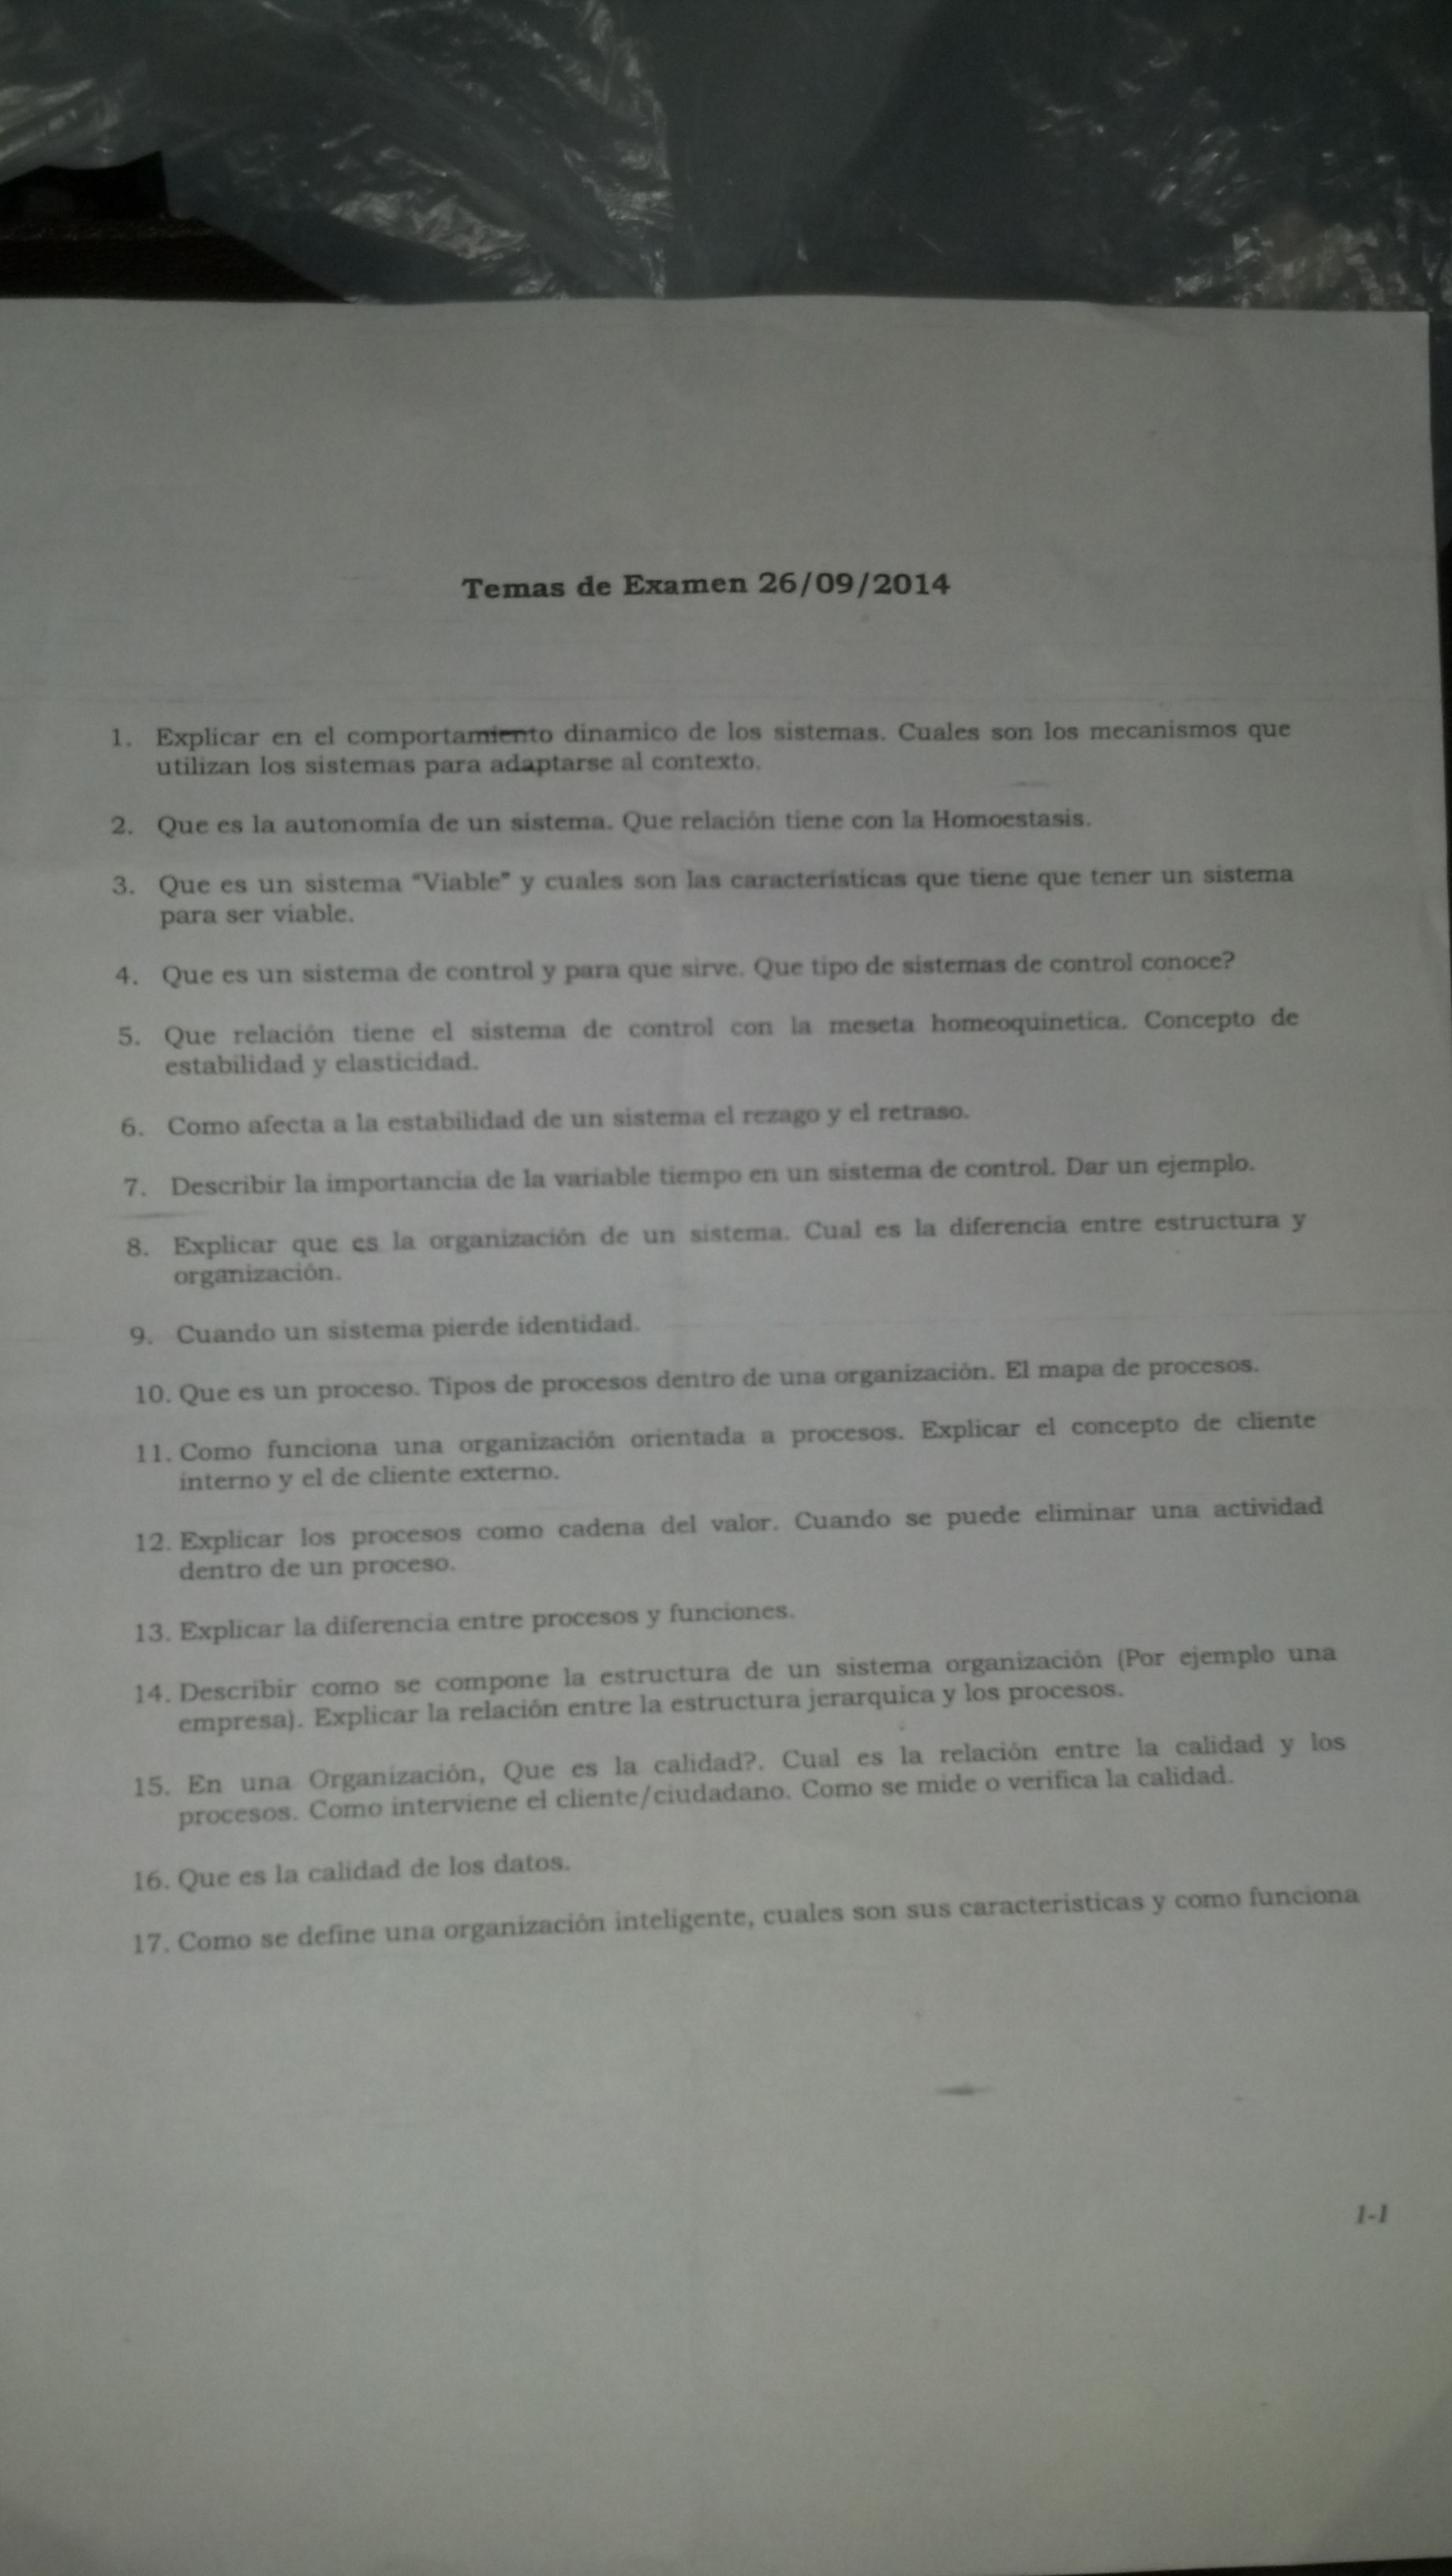 Temas de Examen 26/09/2014
1. Explicar en el comportamiento dinamico de los sistemas. Cuales son los mecanismos que
utilizan los sistemas para adaptarse al contexto.
2. Que es la autonomía de un sistema. Que relación tiene con la Homoestasis.
3. Que es un sistema "Viable" y cuales son las características que tiene que tener un sistema
para ser viable.
4. Que es un sistema de control y para que sirve. Que tipo de sistemas de control conoce?
5. Que relación tiene el sistema de control con la meseta homeoquinetica. Concepto de
estabilidad y elasticidad.
6. Como afecta a la estabilidad de un sistema el rezago y el retraso.
7. Describir la importancia de la variable tiempo en un sistema de control. Dar un ejemplo.
8. Explicar que es la organización de un sistema. Cual es la diferencia entre estructura y
organización.
9. Cuando un sistema pierde identidad.
10. Que es un proceso. Tipos de procesos dentro de una organización. El mapa de procesos.
11. Como funciona una organización orientada a procesos. Explicar el concepto de cliente
interno y el de cliente externo.
12. Explicar los procesos como cadena del valor. Cuando se puede eliminar una actividad
dentro de un proceso.
13. Explicar la diferencia entre procesos y funciones.
14. Describir como se compone la estructura de un sistema organización (Por ejemplo una
empresa). Explicar la relación entre la estructura jerarquica y los procesos.
15. En una Organización, Que es la calidad?. Cual es la relación entre la calidad y los
procesos. Como interviene el cliente/ciudadano. Como se mide o verifica la calidad.
16. Que es la calidad de los datos.
17. Como se define una organización inteligente, cuales son sus caracteristicas y como funciona
1-1